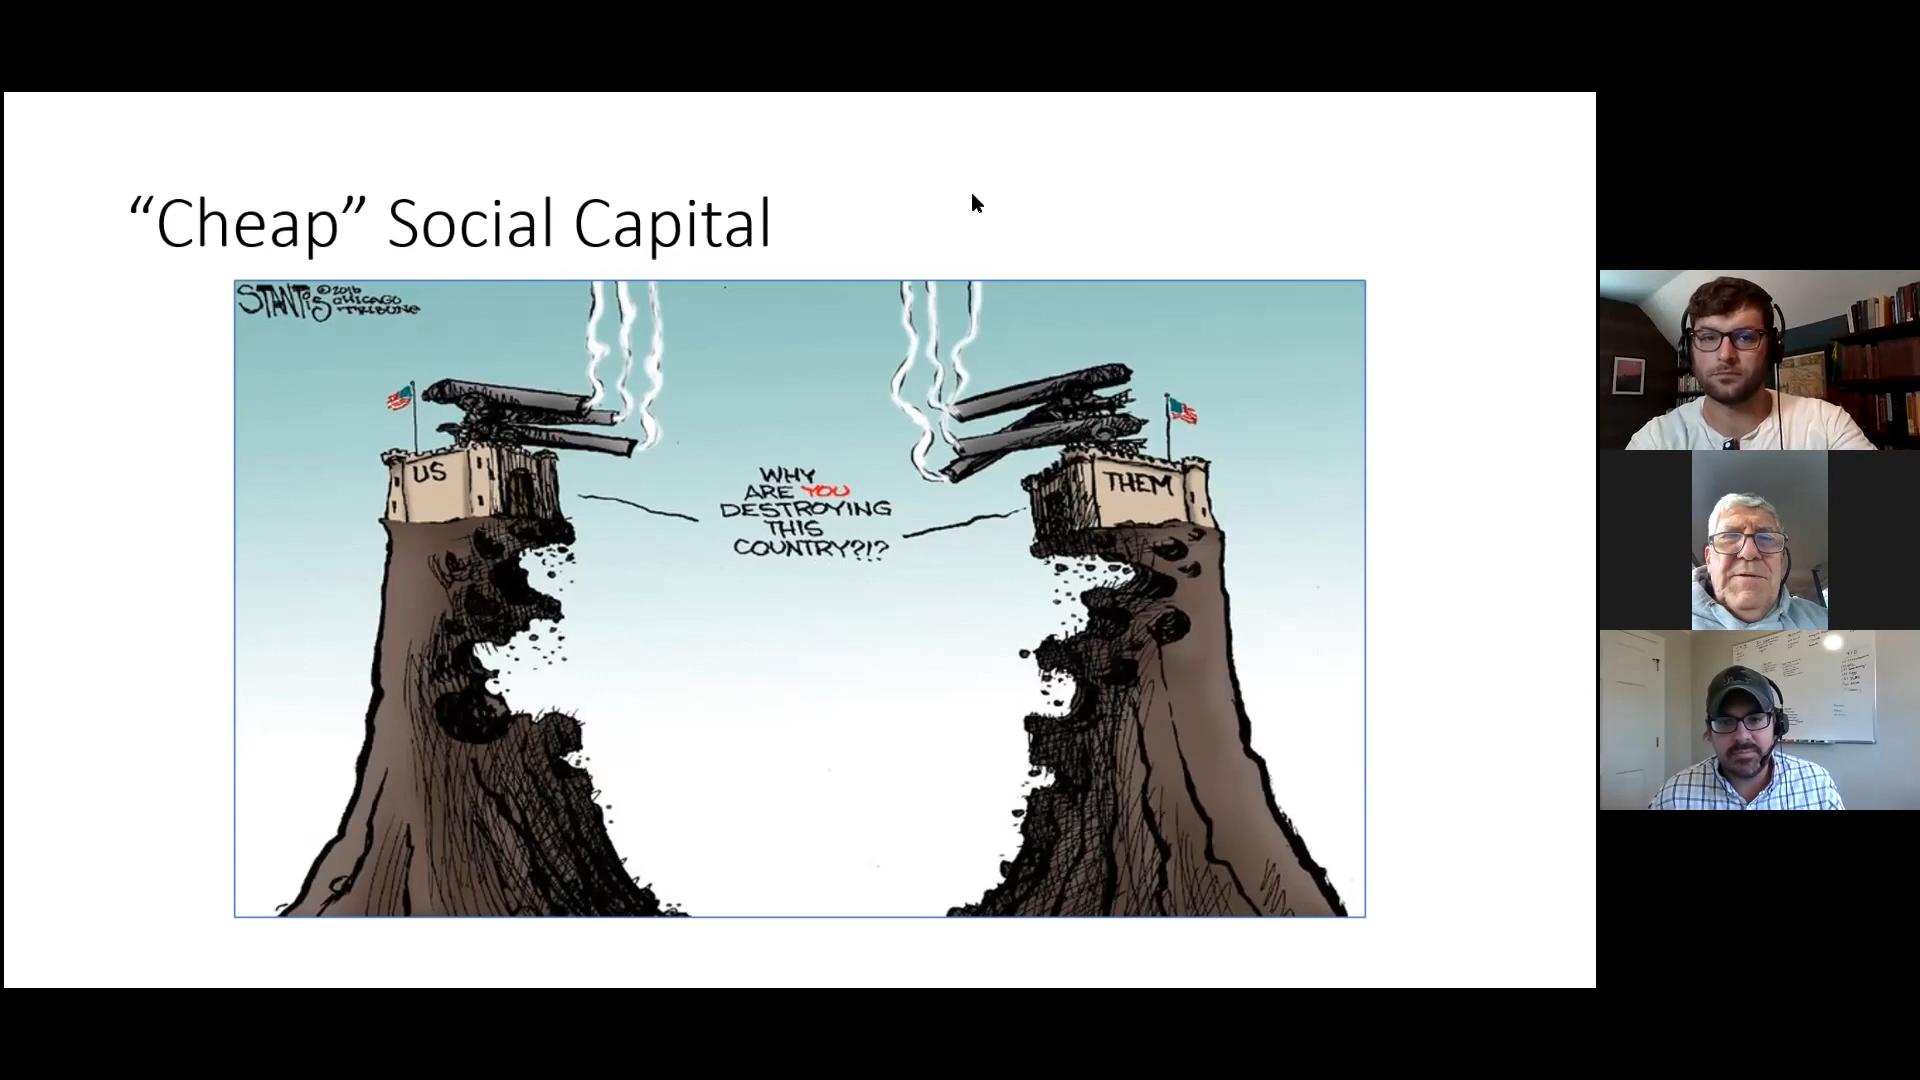 “Cheap” Social Capital
STANTIS ©2016
CHICAGO
TRIBUNE
US
THEM
WHY
ARE YOU
DESTROYING
THIS
COUNTRY?!?